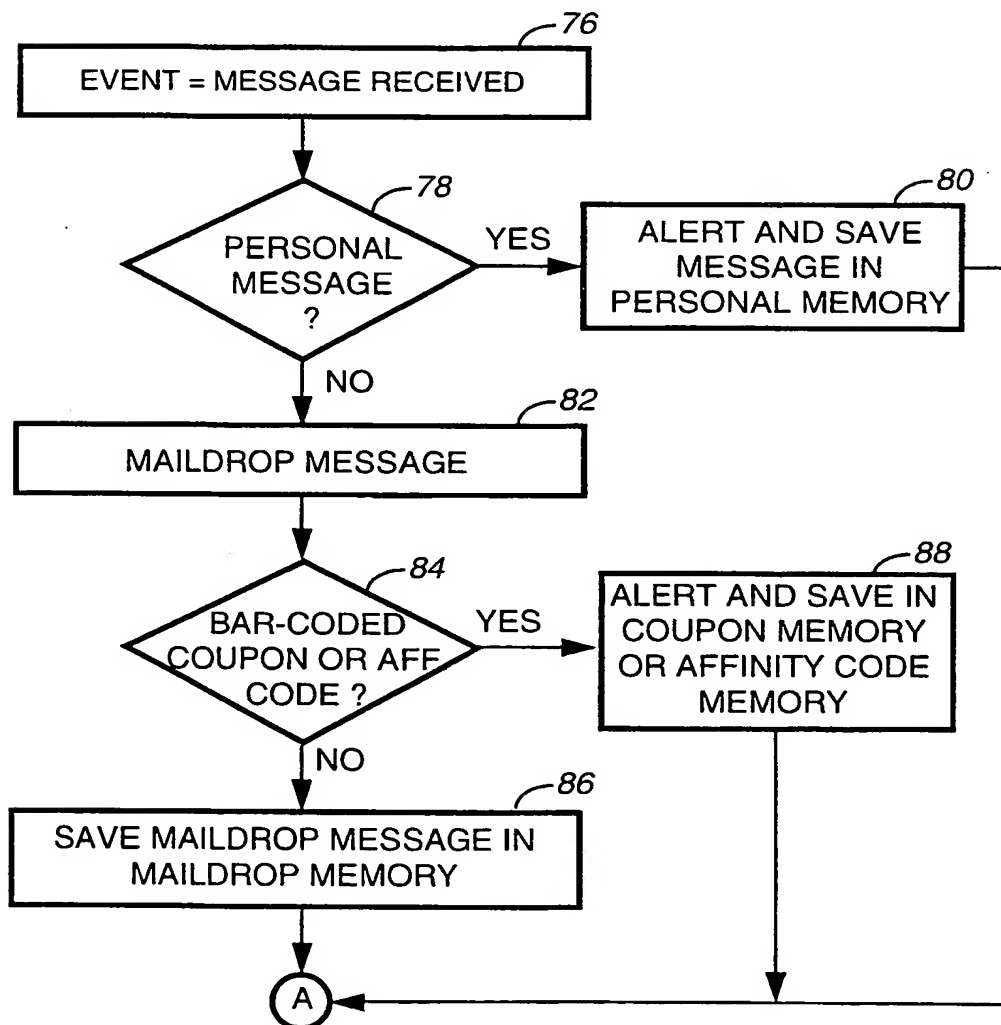 76
EVENT = MESSAGE RECEIVED
78
PERSONAL
MESSAGE
?
YES
80
ALERT AND SAVE
MESSAGE IN
PERSONAL MEMORY
NO
82
MAILDROP MESSAGE
84
BAR-CODED
COUPON OR AFF
CODE ?
YES
88
ALERT AND SAVE IN
COUPON MEMORY
OR AFFINITY CODE
MEMORY
NO
86
SAVE MAILDROP MESSAGE IN
MAILDROP MEMORY
A